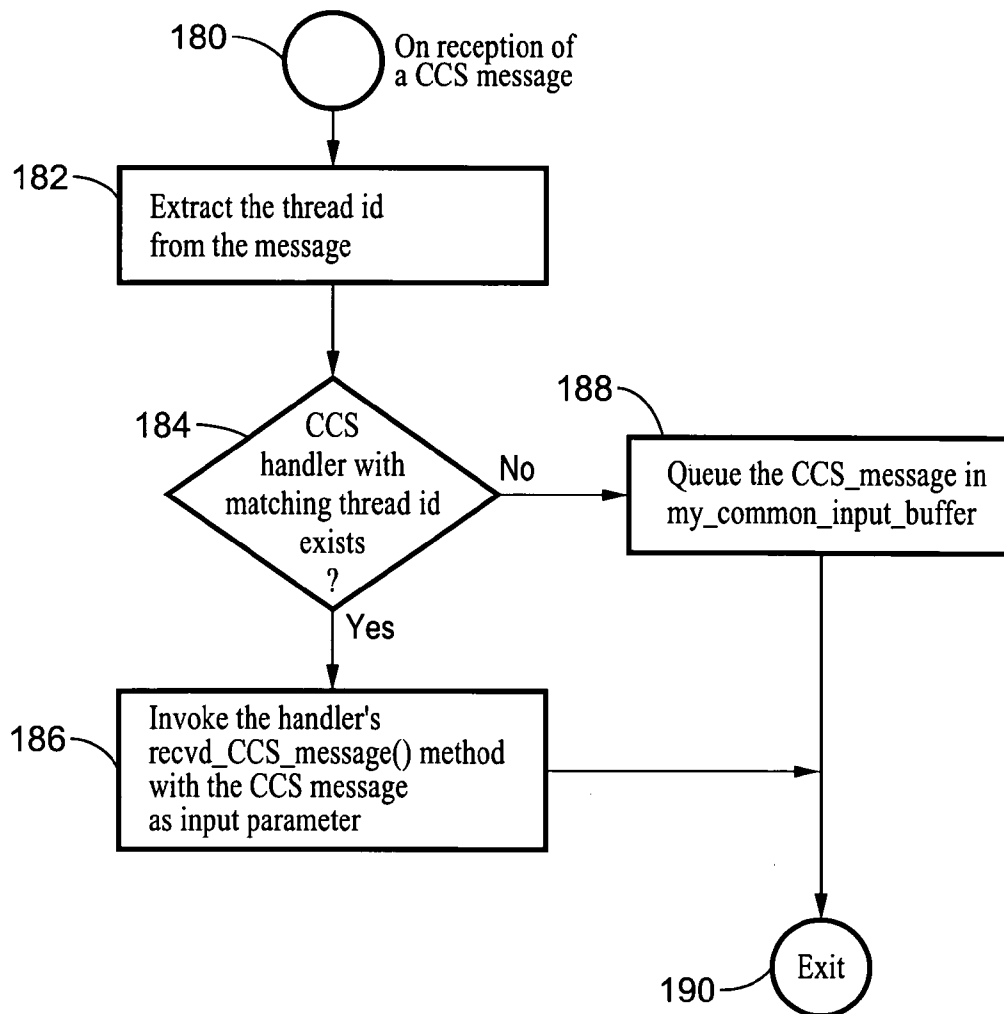 180
On reception of
a CCS message
182
Extract the thread id
from the message
184
CCS
handler with
matching thread id
exists
?
No
188
Queue the CCS_message in
my_common_input_buffer
Yes
186
Invoke the handler's
recvd_CCS_message() method
with the CCS message
as input parameter
190
Exit